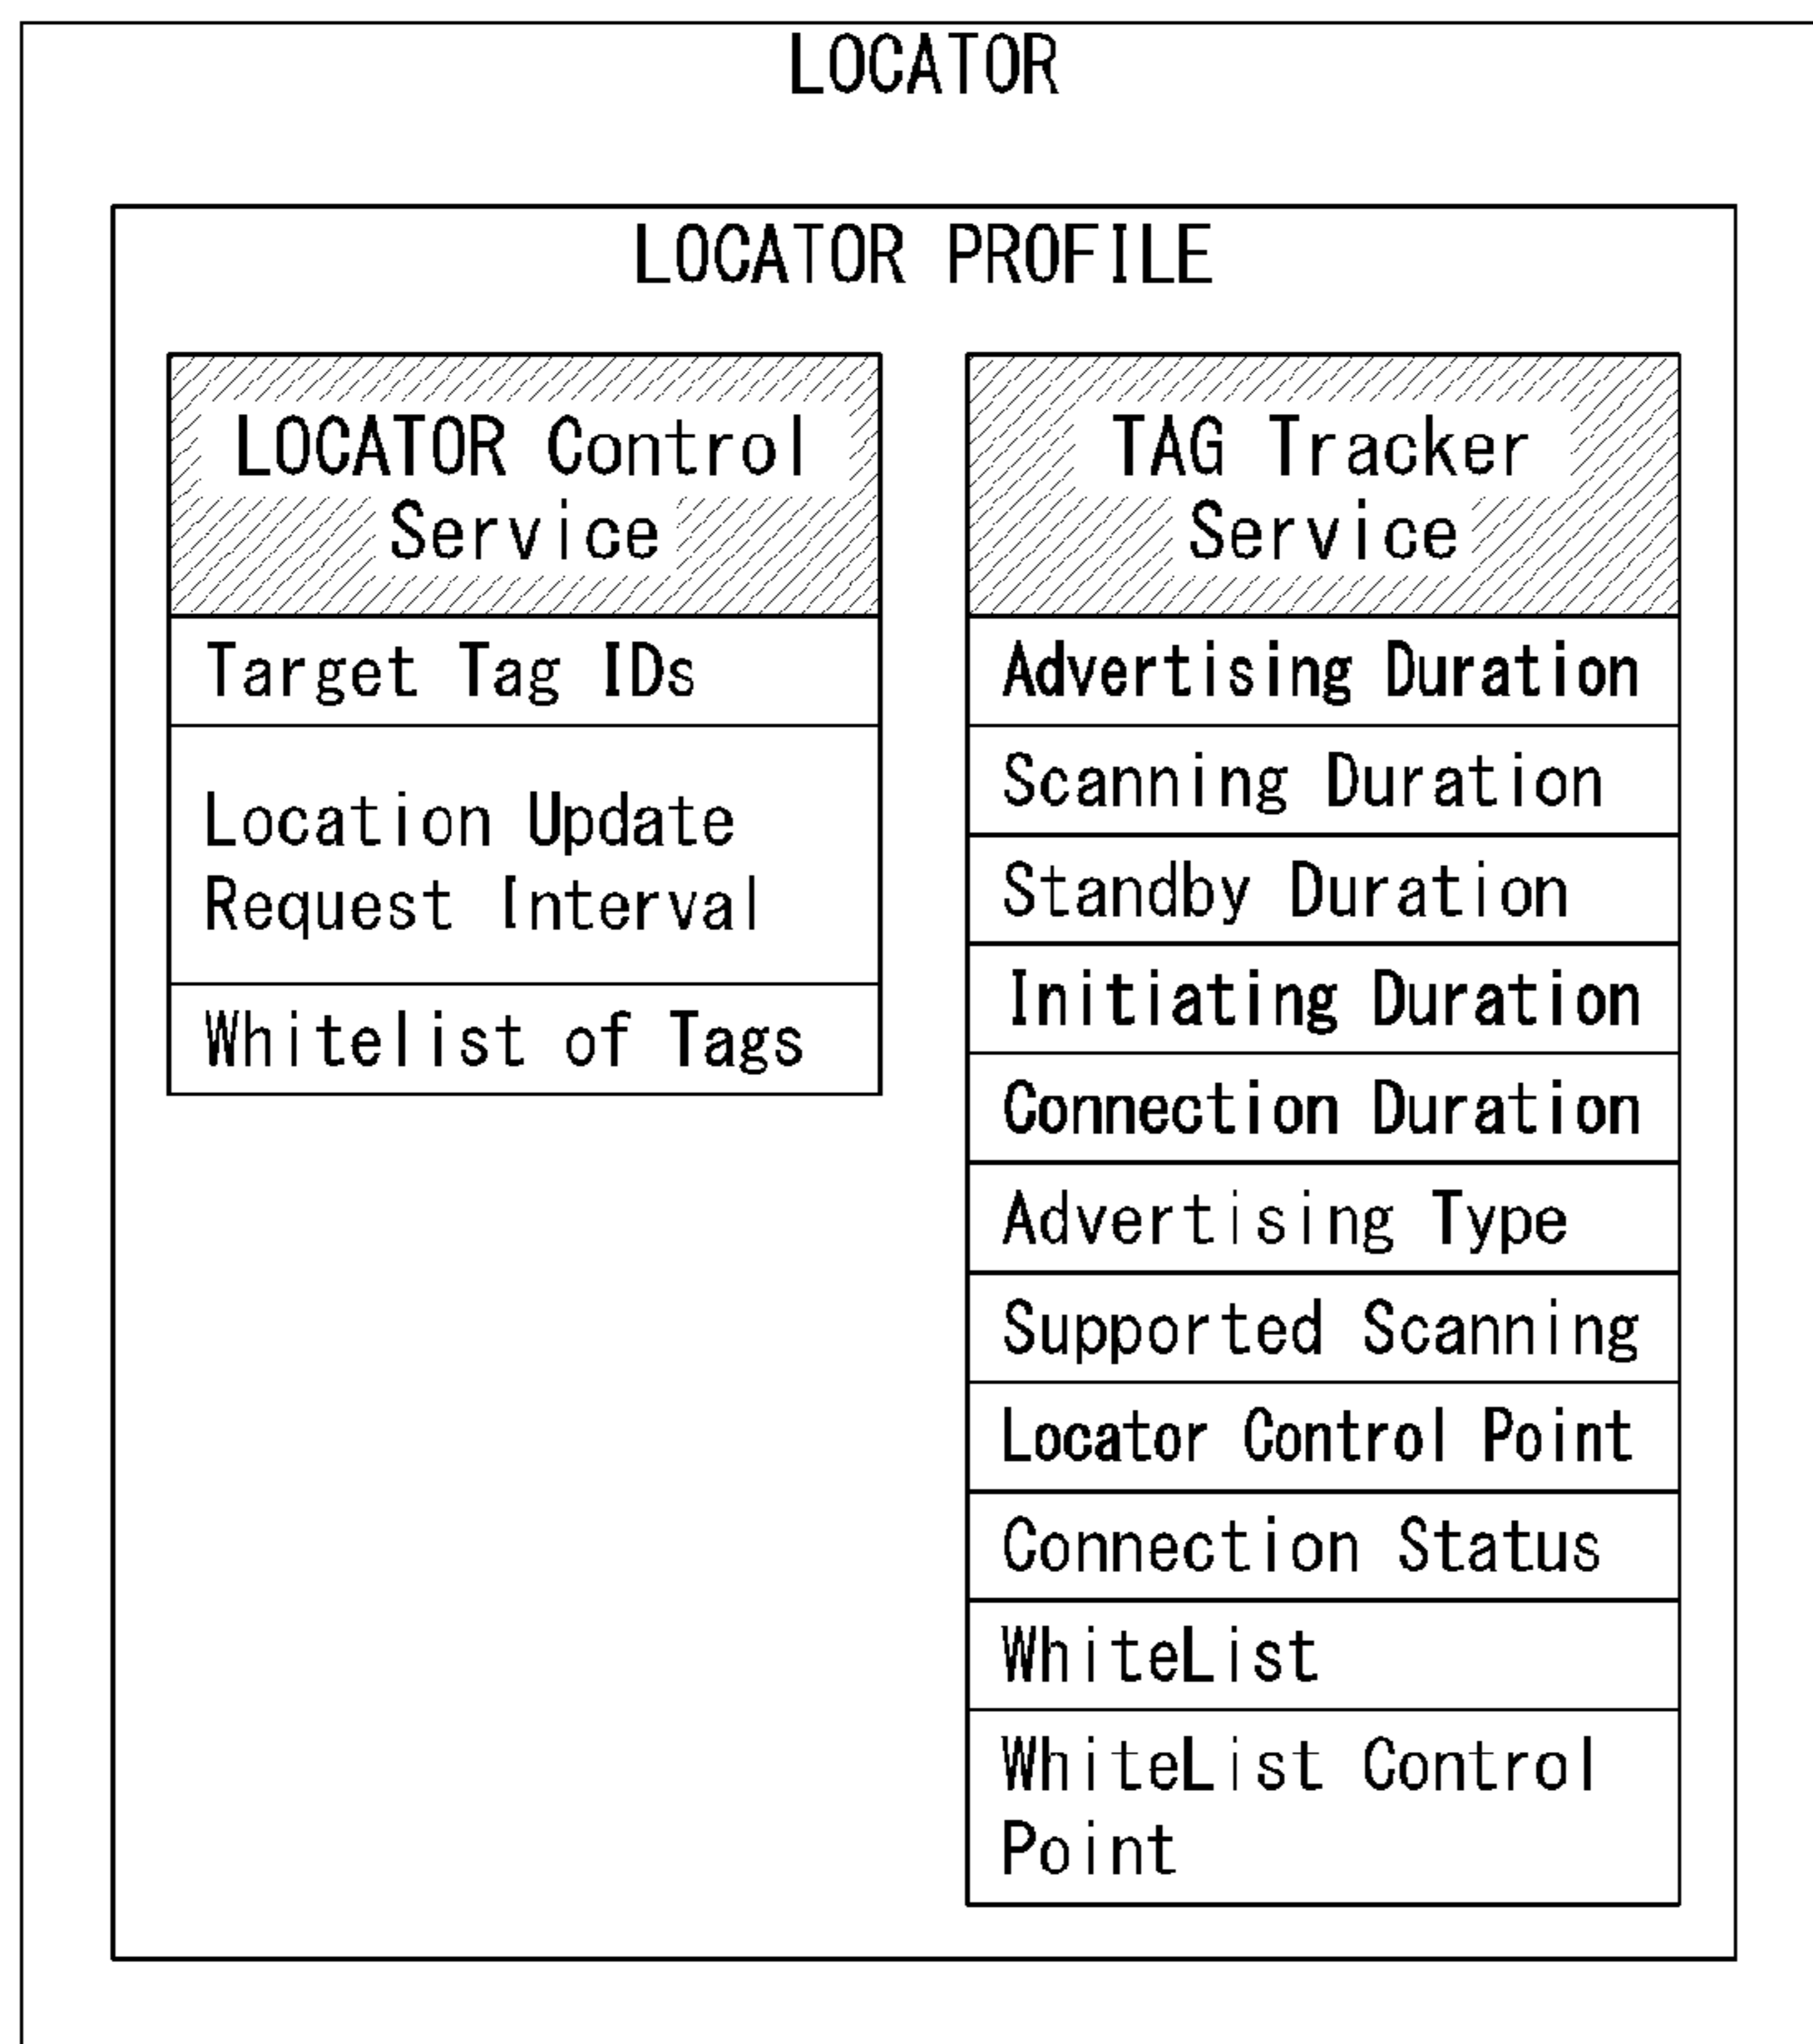 LOCATOR
LOCATOR PROFILE
LOCATOR Control
Service
Target Tag IDs
Location Update
Request Interval
Whitelist of Tags
TAG Tracker
Service
Advertising Duration
Scanning Duration
Standby Duration
Initiating Duration
Connection Duration
Advertising Type
Supported Scanning
Locator Control Point
Connection Status
WhiteList
WhiteList Control
Point